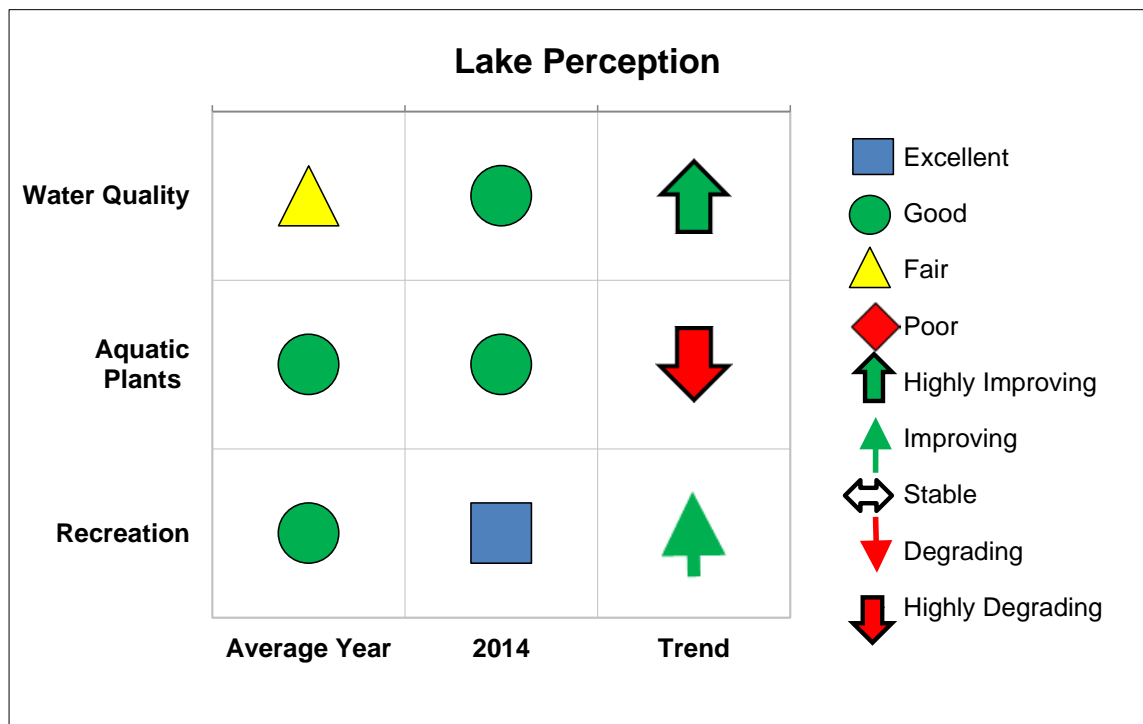 Lake Perception
Water Quality
Aquatic
Plants
Recreation
Average Year
2014
Trend
Excellent
Good
Fair
Poor
Highly Improving
Improving
Stable
Degrading
Highly Degrading